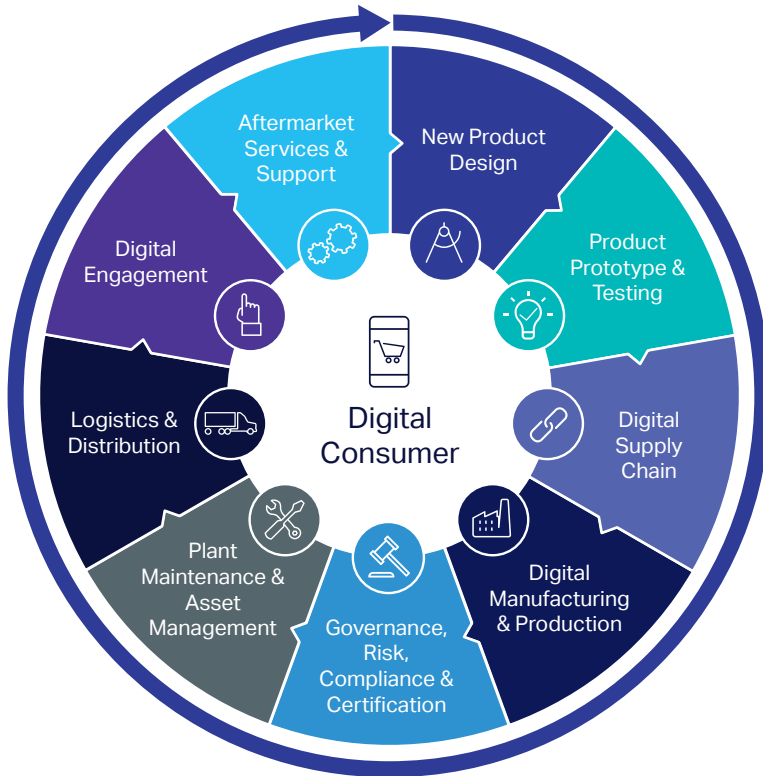 New Product
Design
Product
Prototype &
Testing
Digital
Supply
Chain
Digital
Manufacturing
& Production
Governance,
Risk,
Compliance &
Certification
Plant
Maintenance &
Asset
Management
Logistics &
Distribution
Digital
Engagement
Aftermarket
Services &
Support
Digital
Consumer